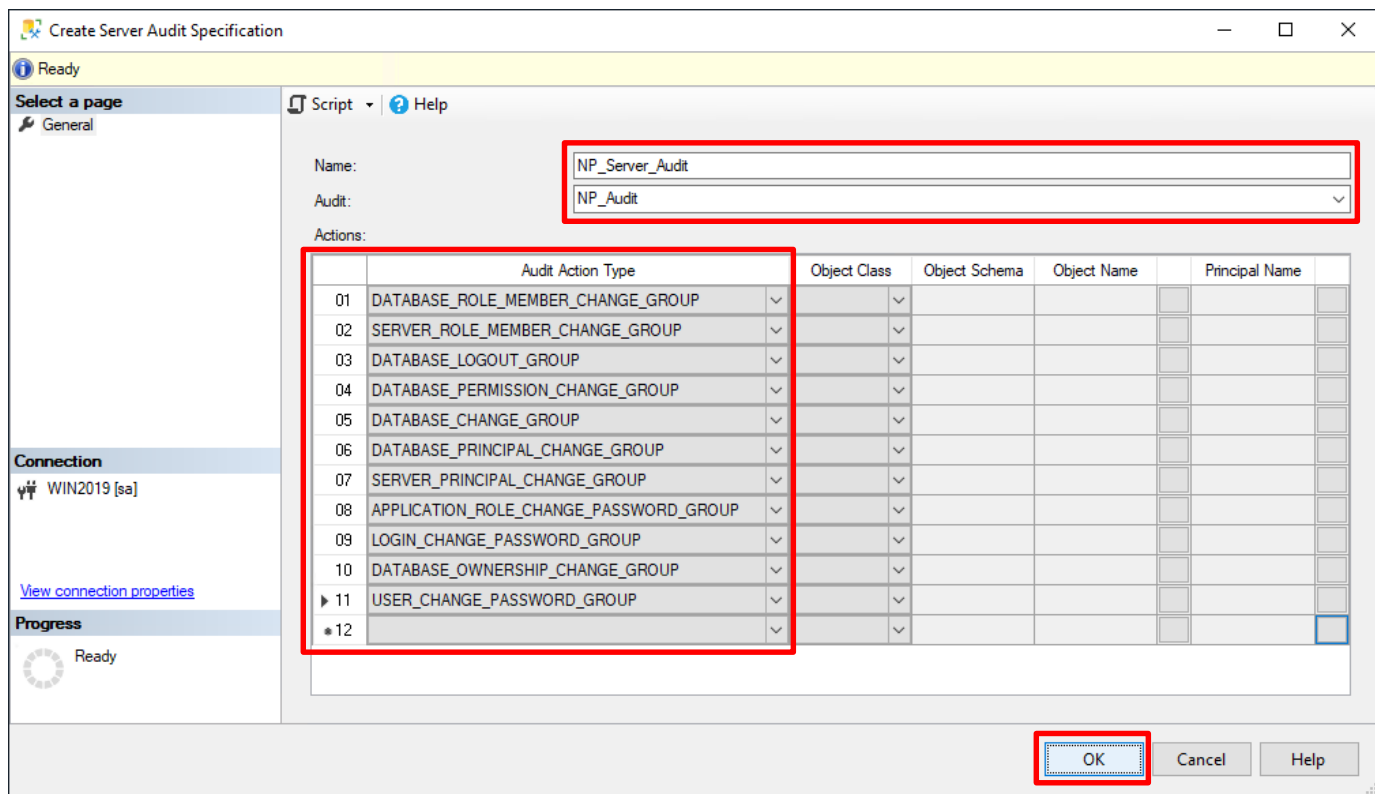 Create Server Audit Specification
Ready
Select a page
General
Script Help
Name: NP_Server_Audit
Audit: NP_Audit
Actions:
Audit Action Type Object Class Object Schema Object Name Principal Name
01 DATABASE_ROLE_MEMBER_CHANGE_GROUP
02 SERVER_ROLE_MEMBER_CHANGE_GROUP
03 DATABASE_LOGOUT_GROUP
04 DATABASE_PERMISSION_CHANGE_GROUP
05 DATABASE_CHANGE_GROUP
06 DATABASE_PRINCIPAL_CHANGE_GROUP
07 SERVER_PRINCIPAL_CHANGE_GROUP
08 APPLICATION_ROLE_CHANGE_PASSWORD_GROUP
09 LOGIN_CHANGE_PASSWORD_GROUP
10 DATABASE_OWNERSHIP_CHANGE_GROUP
11 USER_CHANGE_PASSWORD_GROUP
12
Connection
WIN2019 [sa]
View connection properties
Progress
Ready
OK Cancel Help